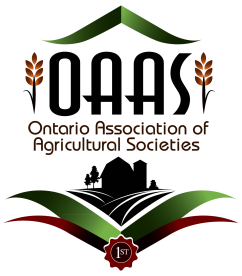 OAAS
Ontario Association of
Agricultural Societies
1ST